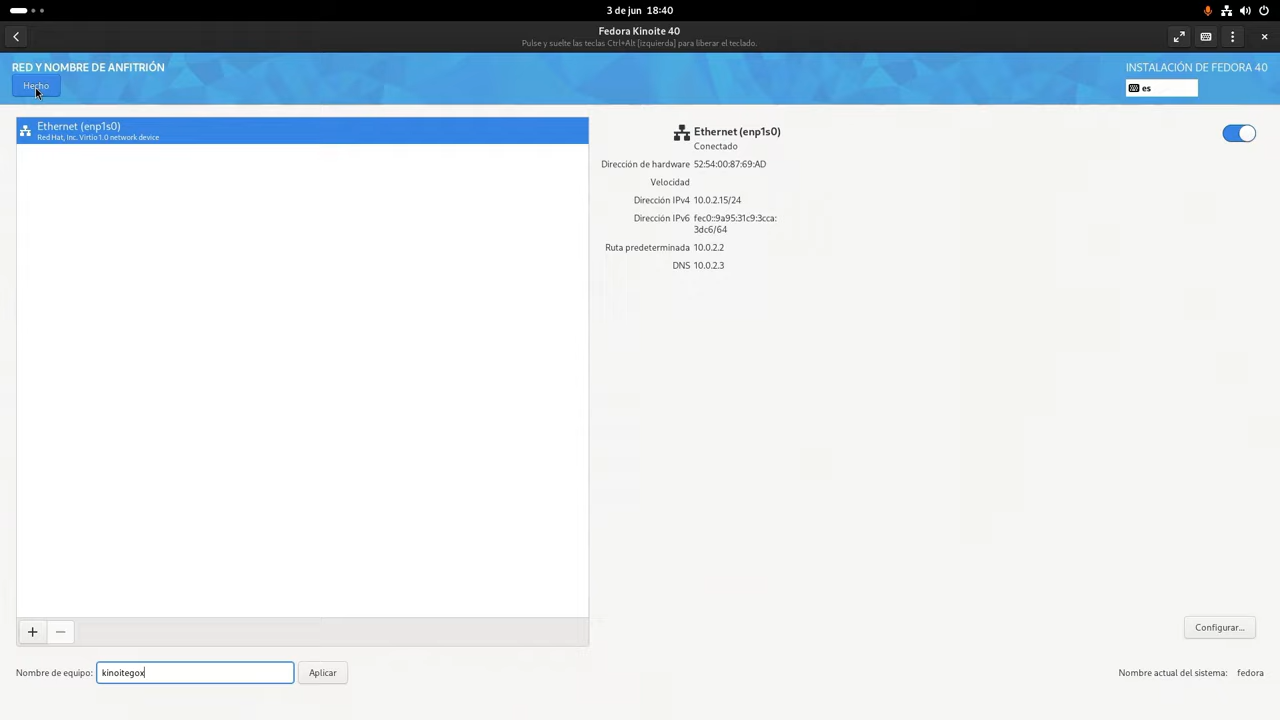 3 de jun 18:40
Fedora Kinoite 40
Pulse y suelte las teclas Ctrl+Alt [izquierda] para liberar el teclado.
RED Y NOMBRE DE ANFITRIÓN
INSTALACIÓN DE FEDORA 40
Hecho
es
Ethernet (enp1s0)
Red Hat, Inc. Virtio 1.0 network device
Ethernet (enp1s0)
Conectado
Dirección de hardware 52:54:00:87:69:AD
Velocidad
Dirección IPv4 10.0.2.15/24
Dirección IPv6 fec0::9a95:31c9:3cca:
3dc6/64
Ruta predeterminada 10.0.2.2
DNS 10.0.2.3
+ −
Configurar...
Nombre de equipo: kinoitegox Aplicar
Nombre actual del sistema: fedora